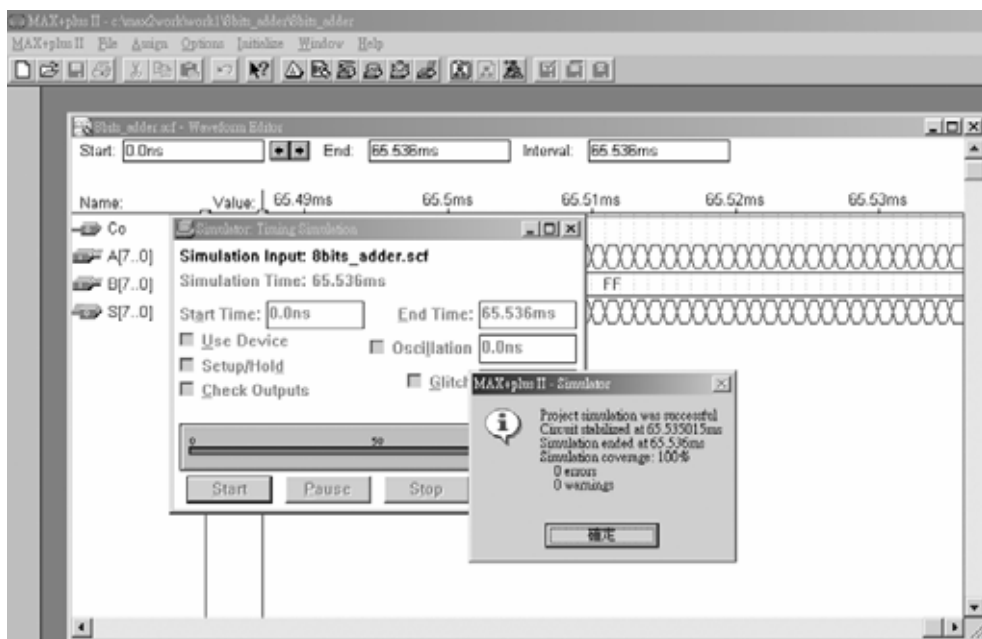 MAX+plus II - c:\max2work\work1\8bits_adder\8bits_adder
MAX+plus II File Assign Options Initialize Window Help
8bits_adder.scf - Waveform Editor
Start: 0.0ns End: 65.536ms Interval: 65.536ms
Name: Value: 65.49ms 65.5ms 65.51ms 65.52ms 65.53ms
Co
A[7..0]
B[7..0] FF
S[7..0]
Simulator: Timing Simulation
Simulation Input: 8bits_adder.scf
Simulation Time: 65.536ms
Start Time: 0.0ns End Time: 65.536ms
Use Device Oscillation 0.0ns
Setup/Hold
Check Outputs Glitch
0 50
Start Pause Stop
MAX+plus II - Simulator
Project simulation was successful
Circuit stabilized at 65.535015ms
Simulation ended at 65.536ms
Simulation coverage: 100%
0 errors
0 warnings
確定